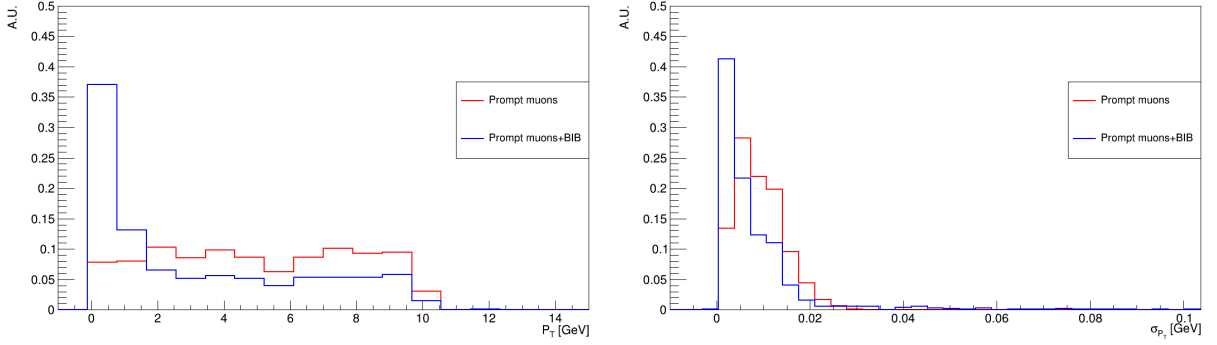 A.U.
0.5
0.45
0.4
0.35
0.3
0.25
0.2
0.15
0.1
0.05
0
0 2 4 6 8 10 12 14
P_T [GeV]
Prompt muons
Prompt muons+BIB
A.U.
0.5
0.45
0.4
0.35
0.3
0.25
0.2
0.15
0.1
0.05
0
0 0.02 0.04 0.06 0.08 0.1
σ_{P_T} [GeV]
Prompt muons
Prompt muons+BIB